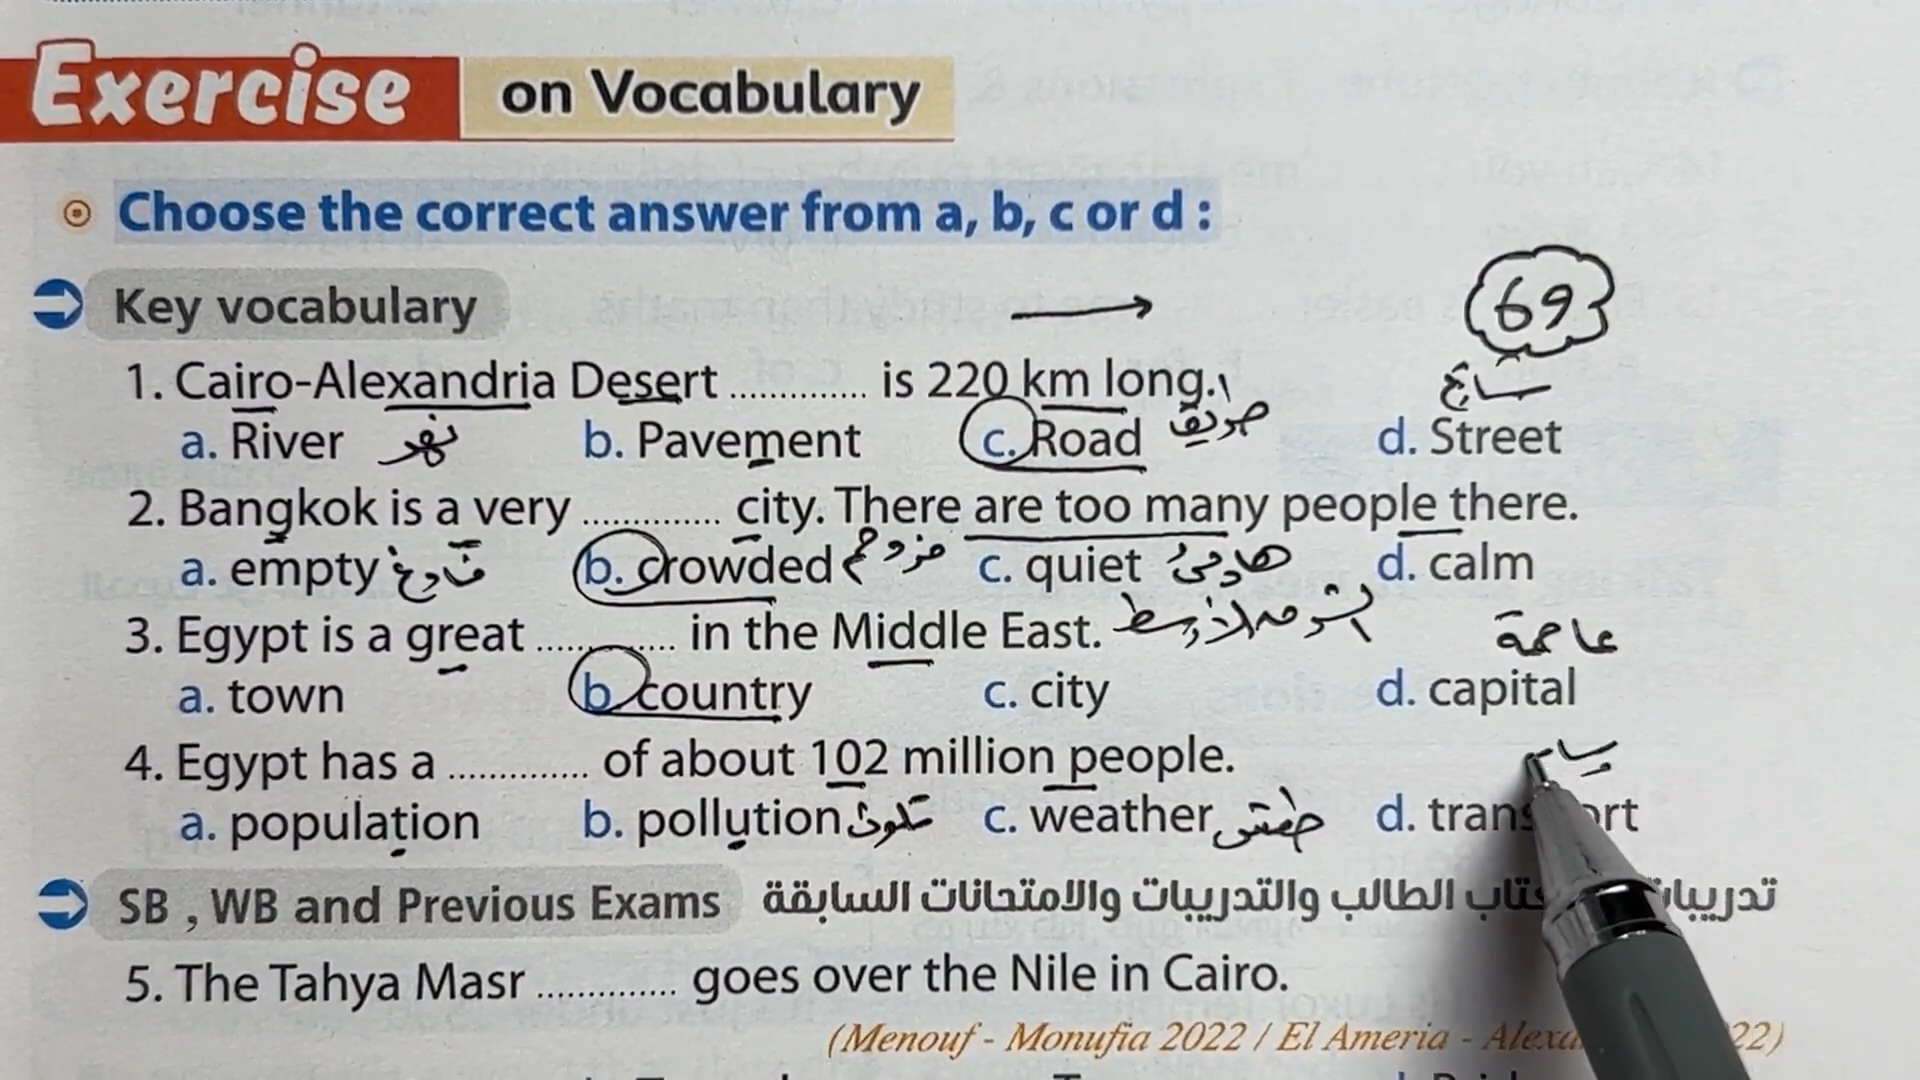 Exercise on Vocabulary
Choose the correct answer from a, b, c or d :
Key vocabulary
69
1. Cairo-Alexandria Desert .............. is 220 km long.
شارع
a. River نهر b. Pavement c. Road طريق d. Street
2. Bangkok is a very .............. city. There are too many people there.
a. empty فارغ b. crowded مزدحم c. quiet هادئ d. calm
3. Egypt is a great .............. in the Middle East. الشرق الأوسط
عاصمة
a. town b. country c. city d. capital
4. Egypt has a .............. of about 102 million people.
a. population b. pollution تلوث c. weather طقس d.
SB , WB and Previous Exams
الطالب والتدريبات والامتحانات السابقة
5. The Tahya Masr .............. goes over the Nile in Cairo.
(Menouf - Monufia 2022 / El Ameria -